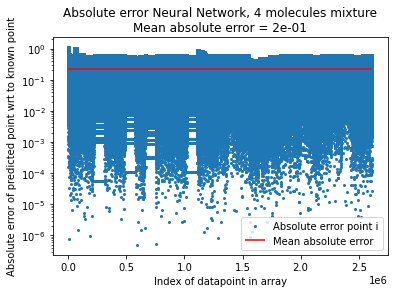 Absolute error Neural Network, 4 molecules mixture
Mean absolute error = 2e-01
Absolute error of predicted point wrt to known point
10⁰
10⁻¹
10⁻²
10⁻³
10⁻⁴
10⁻⁵
10⁻⁶
Absolute error point i
Mean absolute error
0.0 0.5 1.0 1.5 2.0 2.5
1e6
Index of datapoint in array